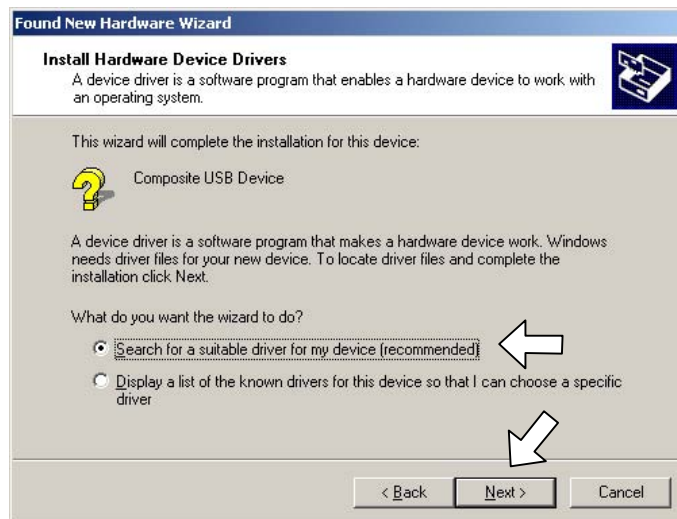 Found New Hardware Wizard
Install Hardware Device Drivers
A device driver is a software program that enables a hardware device to work with
an operating system.
This wizard will complete the installation for this device:
Composite USB Device
A device driver is a software program that makes a hardware device work. Windows
needs driver files for your new device. To locate driver files and complete the
installation click Next.
What do you want the wizard to do?
Search for a suitable driver for my device (recommended)
Display a list of the known drivers for this device so that I can choose a specific
driver
< Back Next > Cancel